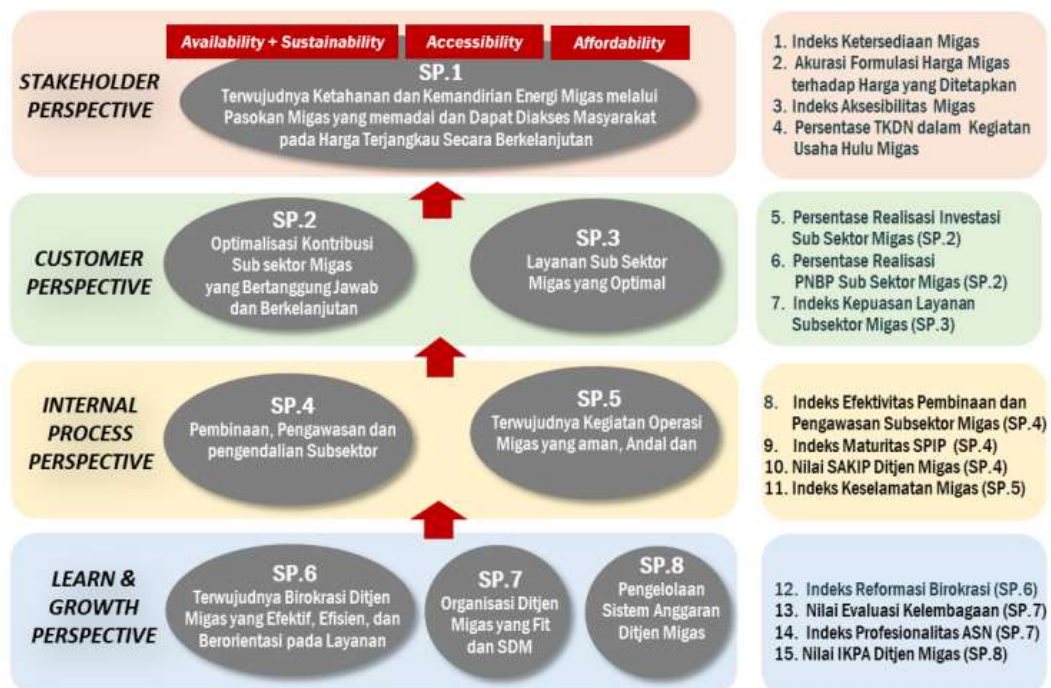 Availability + Sustainability
Accessibility
Affordability
STAKEHOLDER
PERSPECTIVE
SP.1
Terwujudnya Ketahanan dan Kemandirian Energi Migas melalui
Pasokan Migas yang memadai dan Dapat Diakses Masyarakat
pada Harga Terjangkau Secara Berkelanjutan
1. Indeks Ketersediaan Migas
2. Akurasi Formulasi Harga Migas
terhadap Harga yang Ditetapkan
3. Indeks Aksesibilitas Migas
4. Persentase TKDN dalam Kegiatan
Usaha Hulu Migas
CUSTOMER
PERSPECTIVE
SP.2
Optimalisasi Kontribusi
Sub sektor Migas
yang Bertanggung Jawab
dan Berkelanjutan
SP.3
Layanan Sub Sektor
Migas yang Optimal
5. Persentase Realisasi Investasi
Sub Sektor Migas (SP.2)
6. Persentase Realisasi
PNBP Sub Sektor Migas (SP.2)
7. Indeks Kepuasan Layanan
Subsektor Migas (SP.3)
INTERNAL
PROCESS
PERSPECTIVE
SP.4
Pembinaan, Pengawasan dan
pengendalian Subsektor
SP.5
Terwujudnya Kegiatan Operasi
Migas yang aman, Andal dan
8. Indeks Efektivitas Pembinaan dan
Pengawasan Subsektor Migas (SP.4)
9. Indeks Maturitas SPIP (SP.4)
10. Nilai SAKIP Ditjen Migas (SP.4)
11. Indeks Keselamatan Migas (SP.5)
LEARN &
GROWTH
PERSPECTIVE
SP.6
Terwujudnya Birokrasi Ditjen
Migas yang Efektif, Efisien, dan
Berorientasi pada Layanan
SP.7
Organisasi Ditjen
Migas yang Fit
dan SDM
SP.8
Pengelolaan
Sistem Anggaran
Ditjen Migas
12. Indeks Reformasi Birokrasi (SP.6)
13. Nilai Evaluasi Kelembagaan (SP.7)
14. Indeks Profesionalitas ASN (SP.7)
15. Nilai IKPA Ditjen Migas (SP.8)